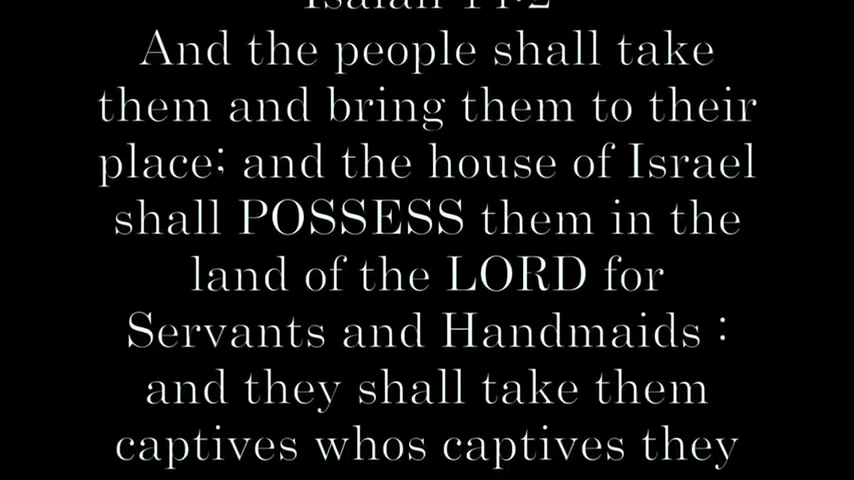 Isaiah 14:2
And the people shall take
them and bring them to their
place; and the house of Israel
shall POSSESS them in the
land of the LORD for
Servants and Handmaids :
and they shall take them
captives whos captives they